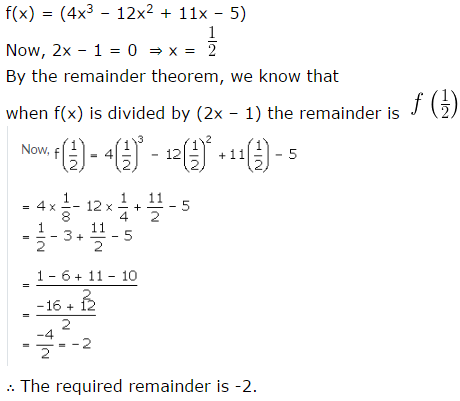 f(x) = (4x³ – 12x² + 11x – 5)
Now, 2x – 1 = 0 ⇒ x = 1/2
By the remainder theorem, we know that
when f(x) is divided by (2x – 1) the remainder is f(1/2)
Now, f(1/2) = 4(1/2)³ – 12(1/2)² + 11(1/2) – 5
= 4 × 1/8 – 12 × 1/4 + 11/2 – 5
= 1/2 – 3 + 11/2 – 5
= (1 – 6 + 11 – 10)/2
= (–16 + 12)/2
= –4/2 = –2
∴ The required remainder is -2.